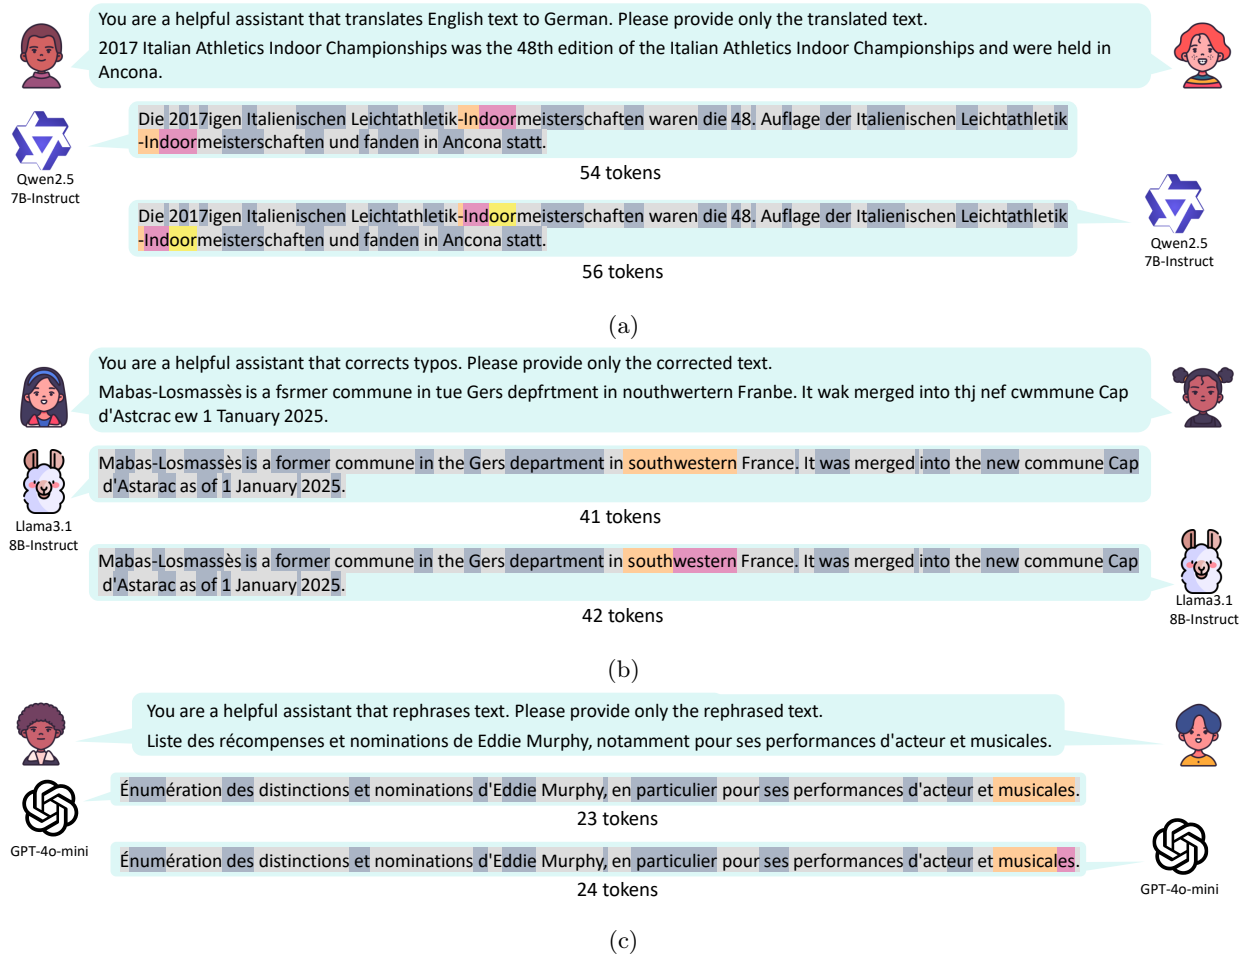 You are a helpful assistant that translates English text to German. Please provide only the translated text.
2017 Italian Athletics Indoor Championships was the 48th edition of the Italian Athletics Indoor Championships and were held in
Ancona.
Die 2017igen Italienischen Leichtathletik-Indoormeisterschaften waren die 48. Auflage der Italienischen Leichtathletik
-Indoormeisterschaften und fanden in Ancona statt.
Qwen2.5
7B-Instruct
54 tokens
Die 2017igen Italienischen Leichtathletik-Indoormeisterschaften waren die 48. Auflage der Italienischen Leichtathletik
-Indoormeisterschaften und fanden in Ancona statt.
Qwen2.5
7B-Instruct
56 tokens
(a)
You are a helpful assistant that corrects typos. Please provide only the corrected text.
Mabas-Losmassès is a fsrmer commune in tue Gers depfrtment in nouthwertern Franbe. It wak merged into thj nef cwmmune Cap
d'Astcrac ew 1 Tanuary 2025.
Mabas-Losmassès is a former commune in the Gers department in southwestern France. It was merged into the new commune Cap
d'Astarac as of 1 January 2025.
Llama3.1
8B-Instruct
41 tokens
Mabas-Losmassès is a former commune in the Gers department in southwestern France. It was merged into the new commune Cap
d'Astarac as of 1 January 2025.
Llama3.1
8B-Instruct
42 tokens
(b)
You are a helpful assistant that rephrases text. Please provide only the rephrased text.
Liste des récompenses et nominations de Eddie Murphy, notamment pour ses performances d'acteur et musicales.
Énumération des distinctions et nominations d'Eddie Murphy, en particulier pour ses performances d'acteur et musicales.
23 tokens
GPT-4o-mini
Énumération des distinctions et nominations d'Eddie Murphy, en particulier pour ses performances d'acteur et musicales.
24 tokens
GPT-4o-mini
(c)